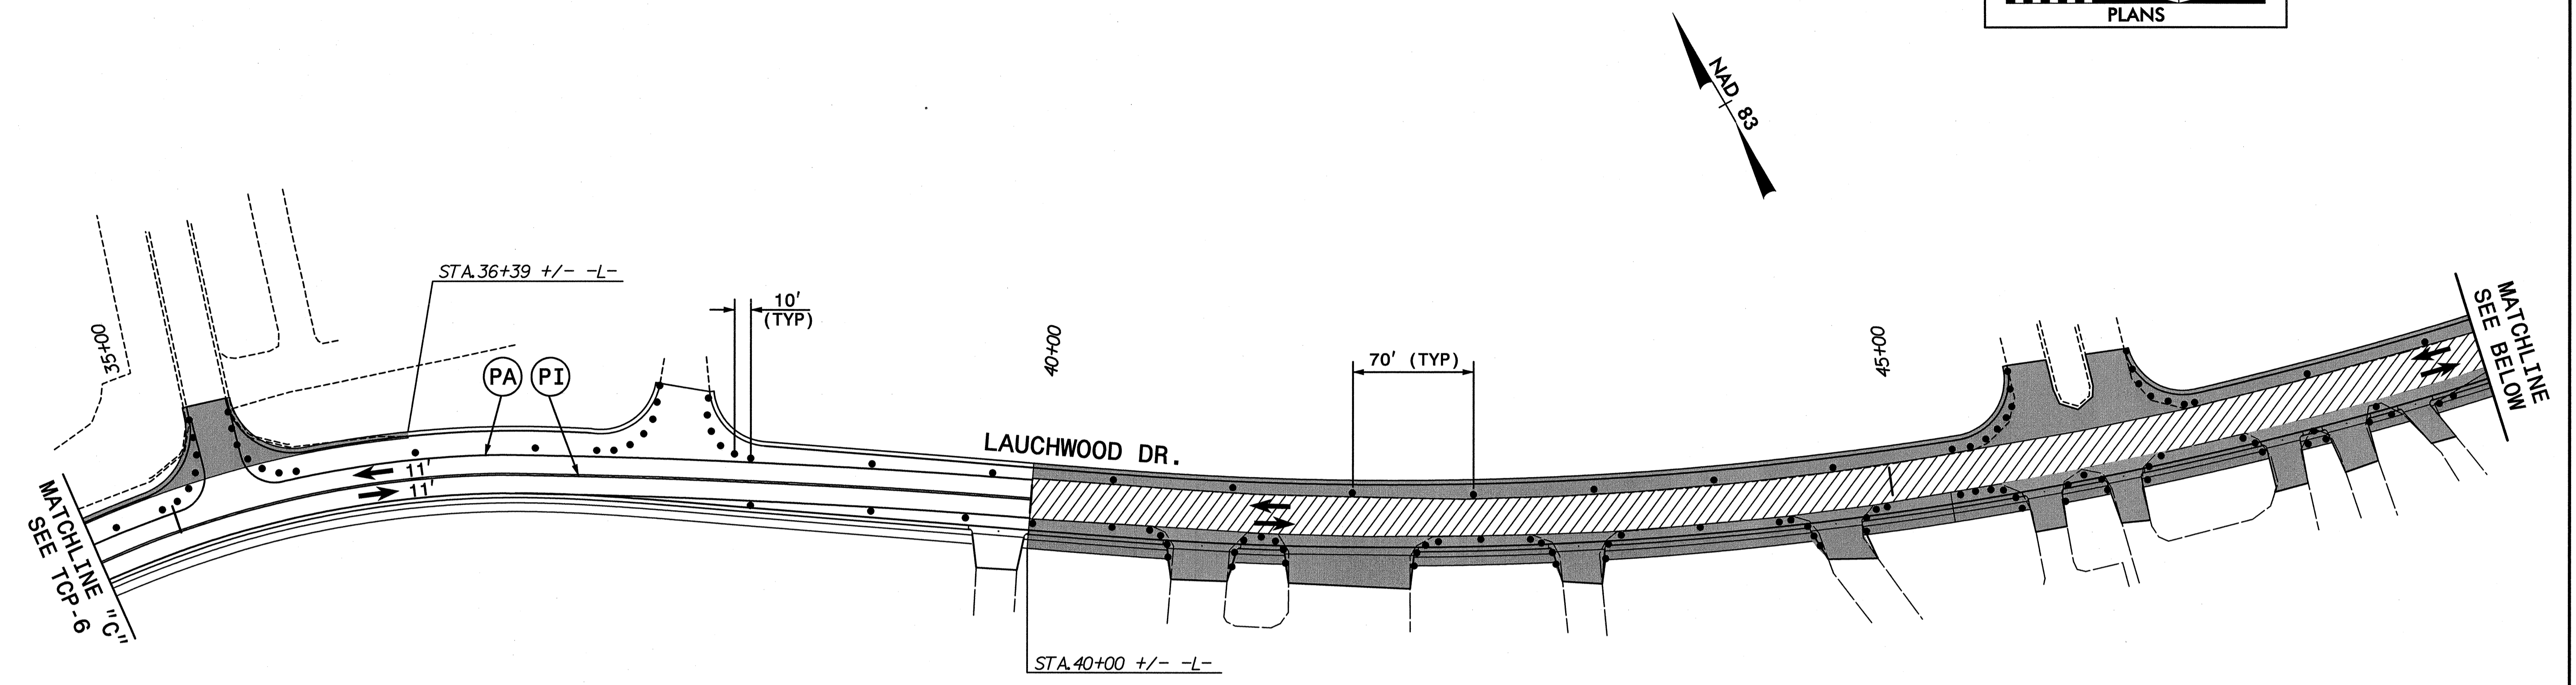 PLANS
NAD 83
STA.36+39 +/- -L-
10'
(TYP)
35+00
40+00
45+00
PA
PI
70' (TYP)
MATCHLINE
SEE BELOW
LAUCHWOOD DR.
11'
11'
MATCHLINE "C"
SEE TCP-6
STA.40+00 +/- -L-